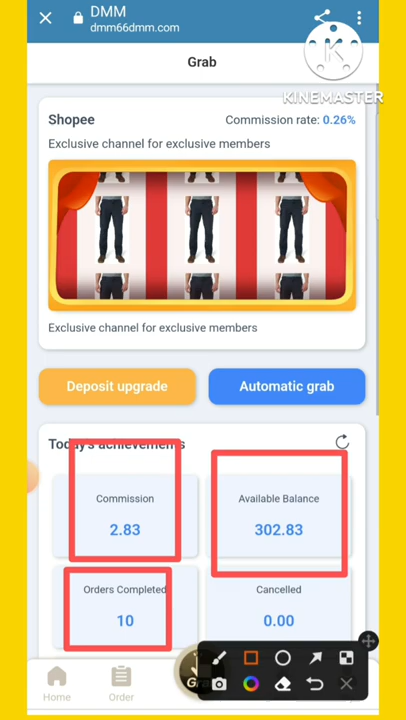 DMM
dmm66dmm.com
KINEMASTER
Grab
Shopee
Commission rate: 0.26%
Exclusive channel for exclusive members
Exclusive channel for exclusive members
Deposit upgrade
Automatic grab
Today's achievements
Commission
2.83
Available Balance
302.83
Orders Completed
10
Cancelled
0.00
Home
Order
Gra